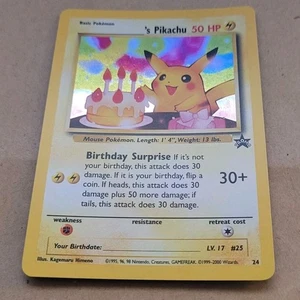 Basic Pokémon
's Pikachu 50 HP
Mouse Pokémon. Length: 1' 4", Weight: 13 lbs.
Birthday Surprise If it's not
your birthday, this attack does 30
damage. If it is your birthday, flip a
coin. If heads, this attack does 30
damage plus 50 more damage; if
tails, this attack does 30 damage.
30+
weakness resistance retreat cost
Your Birthdate: LV. 17 #25
Illus. Kagemaru Himeno ©1995, 96, 98 Nintendo, Creatures, GAMEFREAK. ©1999-2000 Wizards. 24